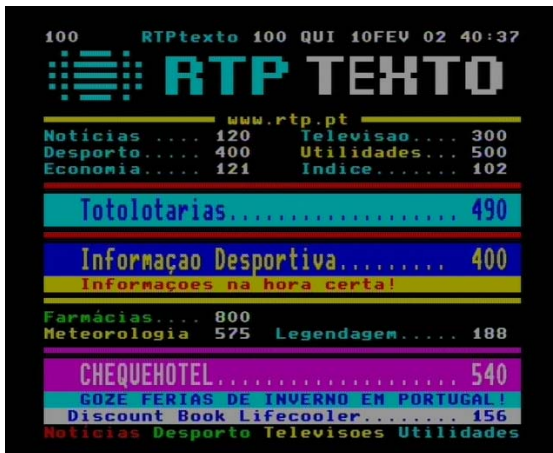 100 RTPtexto 100 QUI 10FEV 02 40:37
RTP TEXTO
www.rtp.pt
Notícias .... 120 Televisao.... 300
Desporto..... 400 Utilidades... 500
Economia..... 121 Indice....... 102
Totolotarias................... 490
Informaçao Desportiva......... 400
Informaçoes na hora certa!
Farmácias.... 800
Meteorologia 575 Legendagem..... 188
CHEQUEHOTEL.................... 540
GOZE FERIAS DE INVERNO EM PORTUGAL!
Discount Book Lifecooler........ 156
Notícias Desporto Televisoes Utilidades